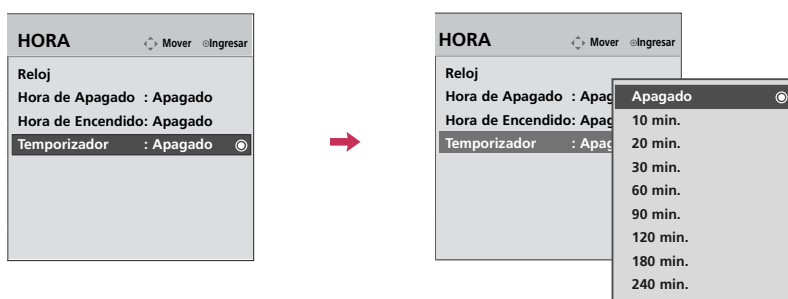 HORA Mover Ingresar
Reloj
Hora de Apagado : Apagado
Hora de Encendido: Apagado
Temporizador : Apagado
HORA Mover Ingresar
Reloj
Hora de Apagado : Apag
Hora de Encendido: Apag
Temporizador : Apag
Apagado
10 min.
20 min.
30 min.
60 min.
90 min.
120 min.
180 min.
240 min.